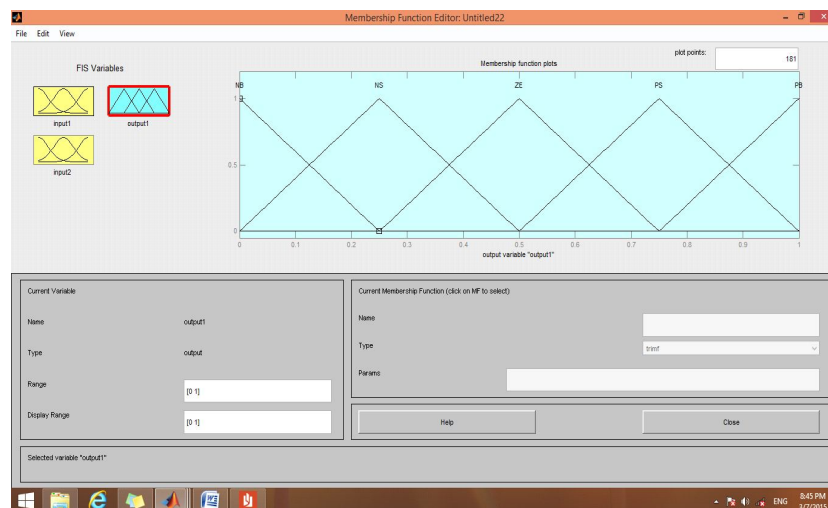 Membership Function Editor: Untitled22
File Edit View
FIS Variables
input1
output1
input2
Membership function plots
plot points:
181
NB NS ZE PS PB
1
0.5
0
0 0.1 0.2 0.3 0.4 0.5 0.6 0.7 0.8 0.9 1
output variable "output1"
Current Variable
Name output1
Type output
Range [0 1]
Display Range [0 1]
Current Membership Function (click on MF to select)
Name
Type trimf
Params
Help Close
Selected variable "output1"
ENG
8:45 PM
3/7/2015